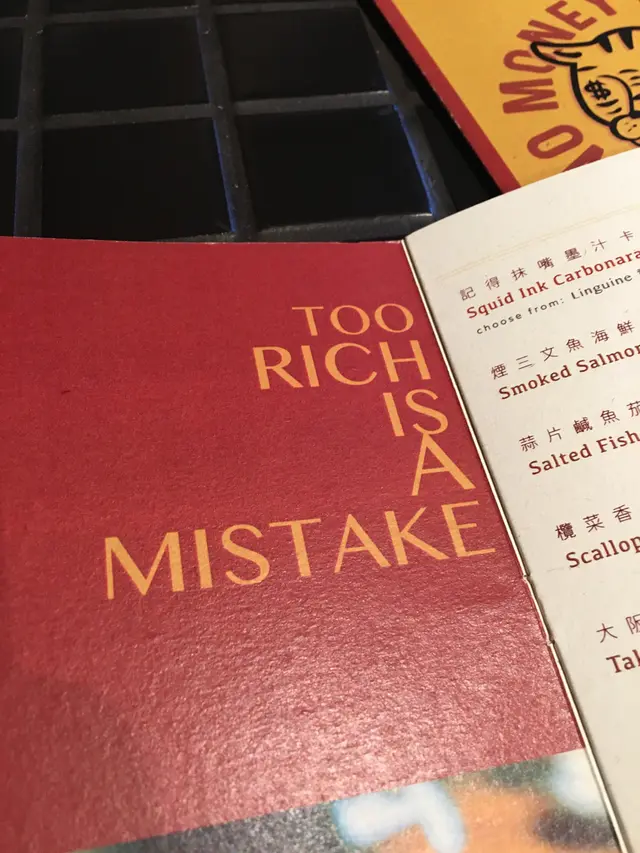 NO MONEY
NO
TOO
RICH
IS
A
MISTAKE
記得抹嘴墨汁卡
Squid Ink Carbonara
choose from: Linguine
煙三文魚海鮮
Smoked Salmon
蒜片鹹魚茄
Salted Fish
欖菜香
Scallop
大阪